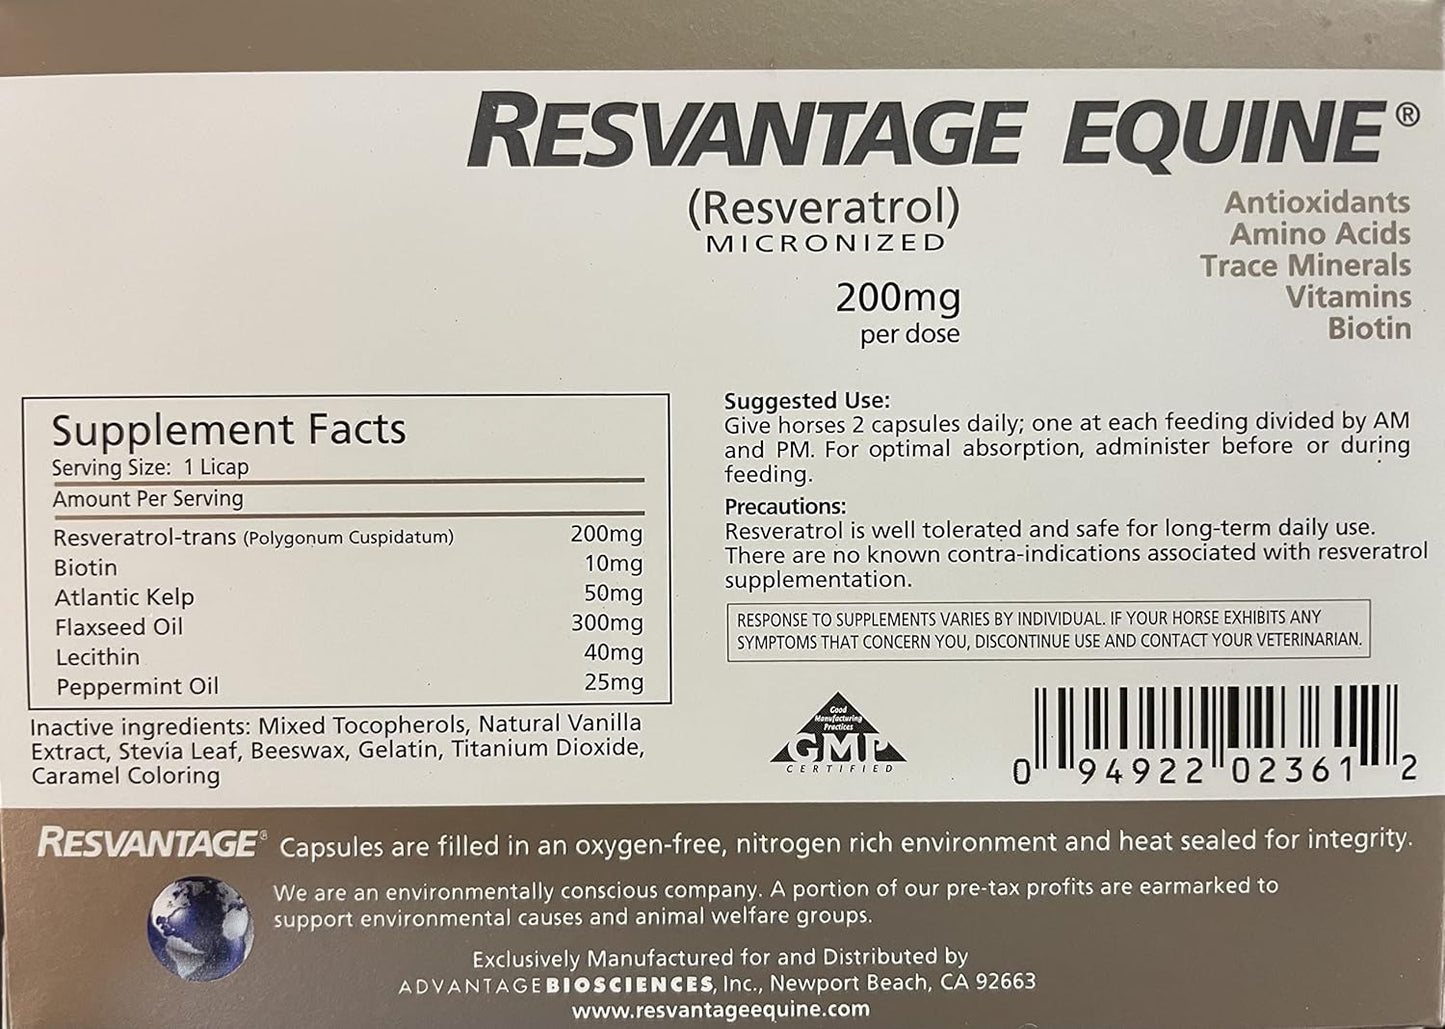 RESVANTAGE EQUINE®
(Resveratrol)
MICRONIZED
200mg
per dose
Antioxidants
Amino Acids
Trace Minerals
Vitamins
Biotin
Supplement Facts
Serving Size: 1 Licap
Amount Per Serving
Resveratrol-trans (Polygonum Cuspidatum) 200mg
Biotin 10mg
Atlantic Kelp 50mg
Flaxseed Oil 300mg
Lecithin 40mg
Peppermint Oil 25mg
Inactive ingredients: Mixed Tocopherols, Natural Vanilla
Extract, Stevia Leaf, Beeswax, Gelatin, Titanium Dioxide,
Caramel Coloring
Suggested Use:
Give horses 2 capsules daily; one at each feeding divided by AM
and PM. For optimal absorption, administer before or during
feeding.
Precautions:
Resveratrol is well tolerated and safe for long-term daily use.
There are no known contra-indications associated with resveratrol
supplementation.
RESPONSE TO SUPPLEMENTS VARIES BY INDIVIDUAL. IF YOUR HORSE EXHIBITS ANY
SYMPTOMS THAT CONCERN YOU, DISCONTINUE USE AND CONTACT YOUR VETERINARIAN.
Good
Manufacturing
Practices
GMP
CERTIFIED
0 94922 02361 2
RESVANTAGE® Capsules are filled in an oxygen-free, nitrogen rich environment and heat sealed for integrity.
We are an environmentally conscious company. A portion of our pre-tax profits are earmarked to
support environmental causes and animal welfare groups.
Exclusively Manufactured for and Distributed by
ADVANTAGEBIOSCIENCES, Inc., Newport Beach, CA 92663
www.resvantageequine.com